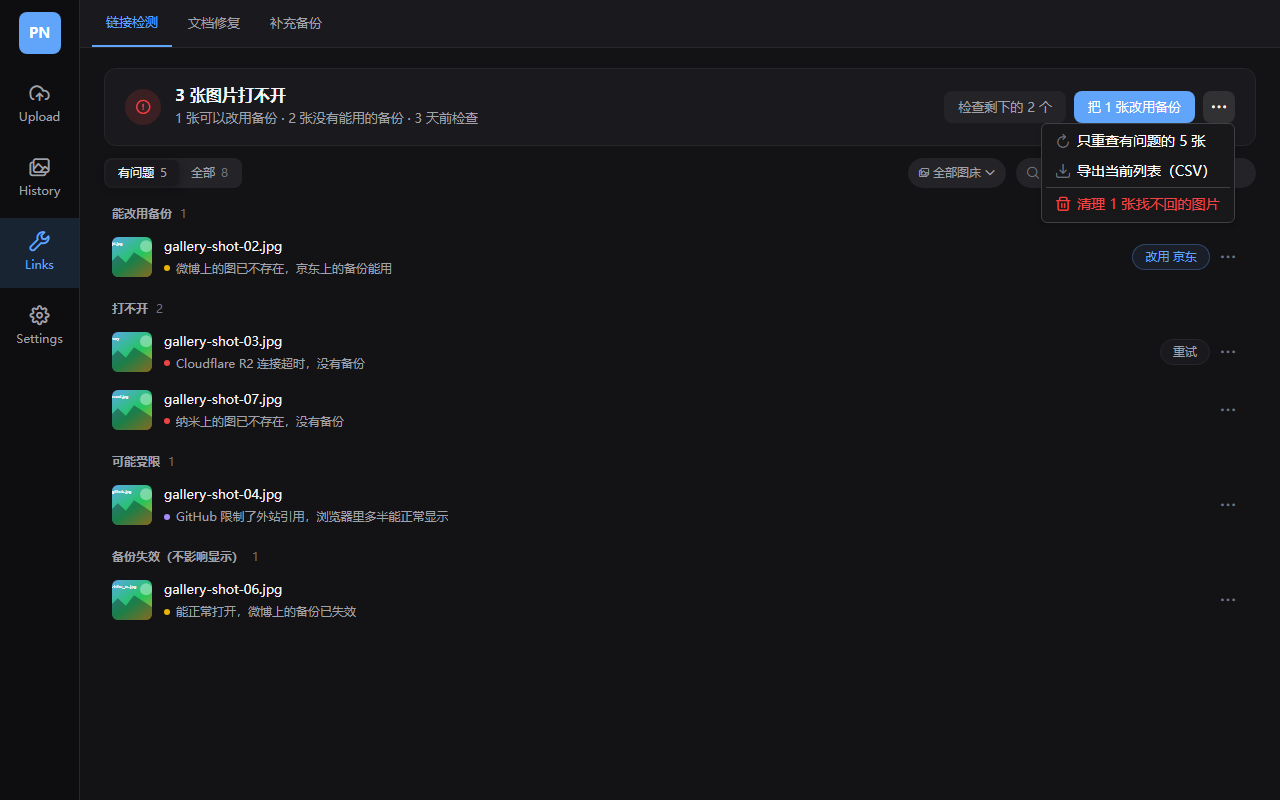 PN
Upload
History
Links
Settings
链接检测
文档修复
补充备份
3 张图片打不开
1 张可以改用备份 · 2 张没有能用的备份 · 3 天前检查
检查剩下的 2 个
把 1 张改用备份
只重查有问题的 5 张
导出当前列表（CSV）
清理 1 张找不回的图片
有问题 5
全部 8
全部图床
能改用备份 1
gallery-shot-02.jpg
微博上的图已不存在，京东上的备份能用
改用 京东
打不开 2
gallery-shot-03.jpg
Cloudflare R2 连接超时，没有备份
重试
gallery-shot-07.jpg
纳米上的图已不存在，没有备份
可能受限 1
gallery-shot-04.jpg
GitHub 限制了外站引用，浏览器里多半能正常显示
备份失效（不影响显示） 1
gallery-shot-06.jpg
能正常打开，微博上的备份已失效